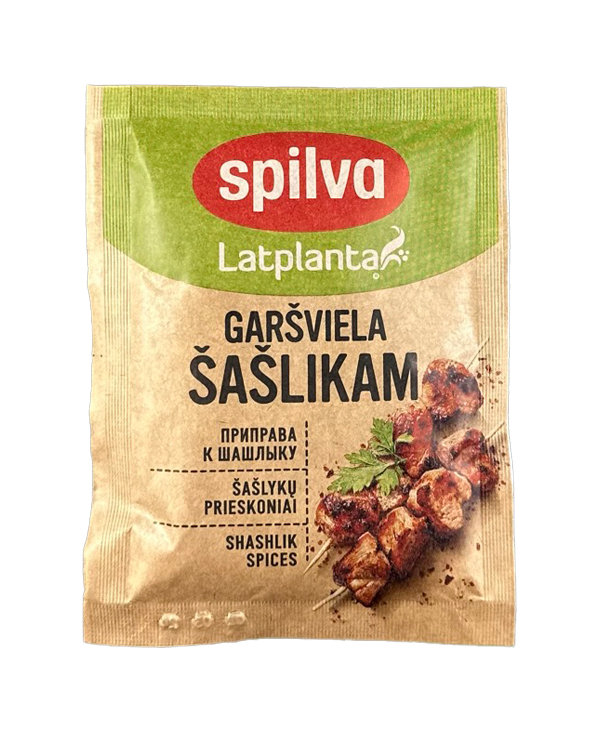 spilva
Latplanta
GARŠVIELA
ŠAŠLIKAM
ПРИПРАВА
К ШАШЛЫКУ
ŠAŠLYKŲ
PRIESKONIAI
SHASHLIK
SPICES